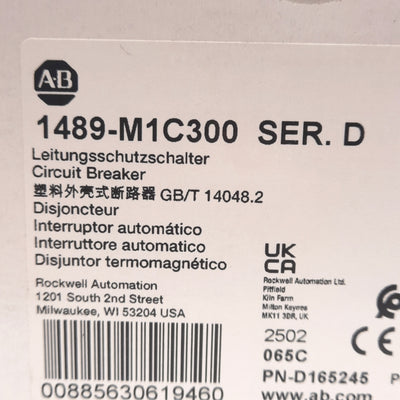 A-B
1489-M1C300 SER. D
Leitungsschutzschalter
Circuit Breaker
塑料外壳式断路器 GB/T 14048.2
Disjoncteur
Interruptor automático
Interruttore automatico
Disjuntor termomagnético
Rockwell Automation
1201 South 2nd Street
Milwaukee, WI 53204 USA
00885630619460
UK
CA
Rockwell Automation Ltd.
Pitfield
Kiln Farm
Milton Keynes
MK11 3DR, UK
2502
065C
CE
PN-D165245
www.ab.com